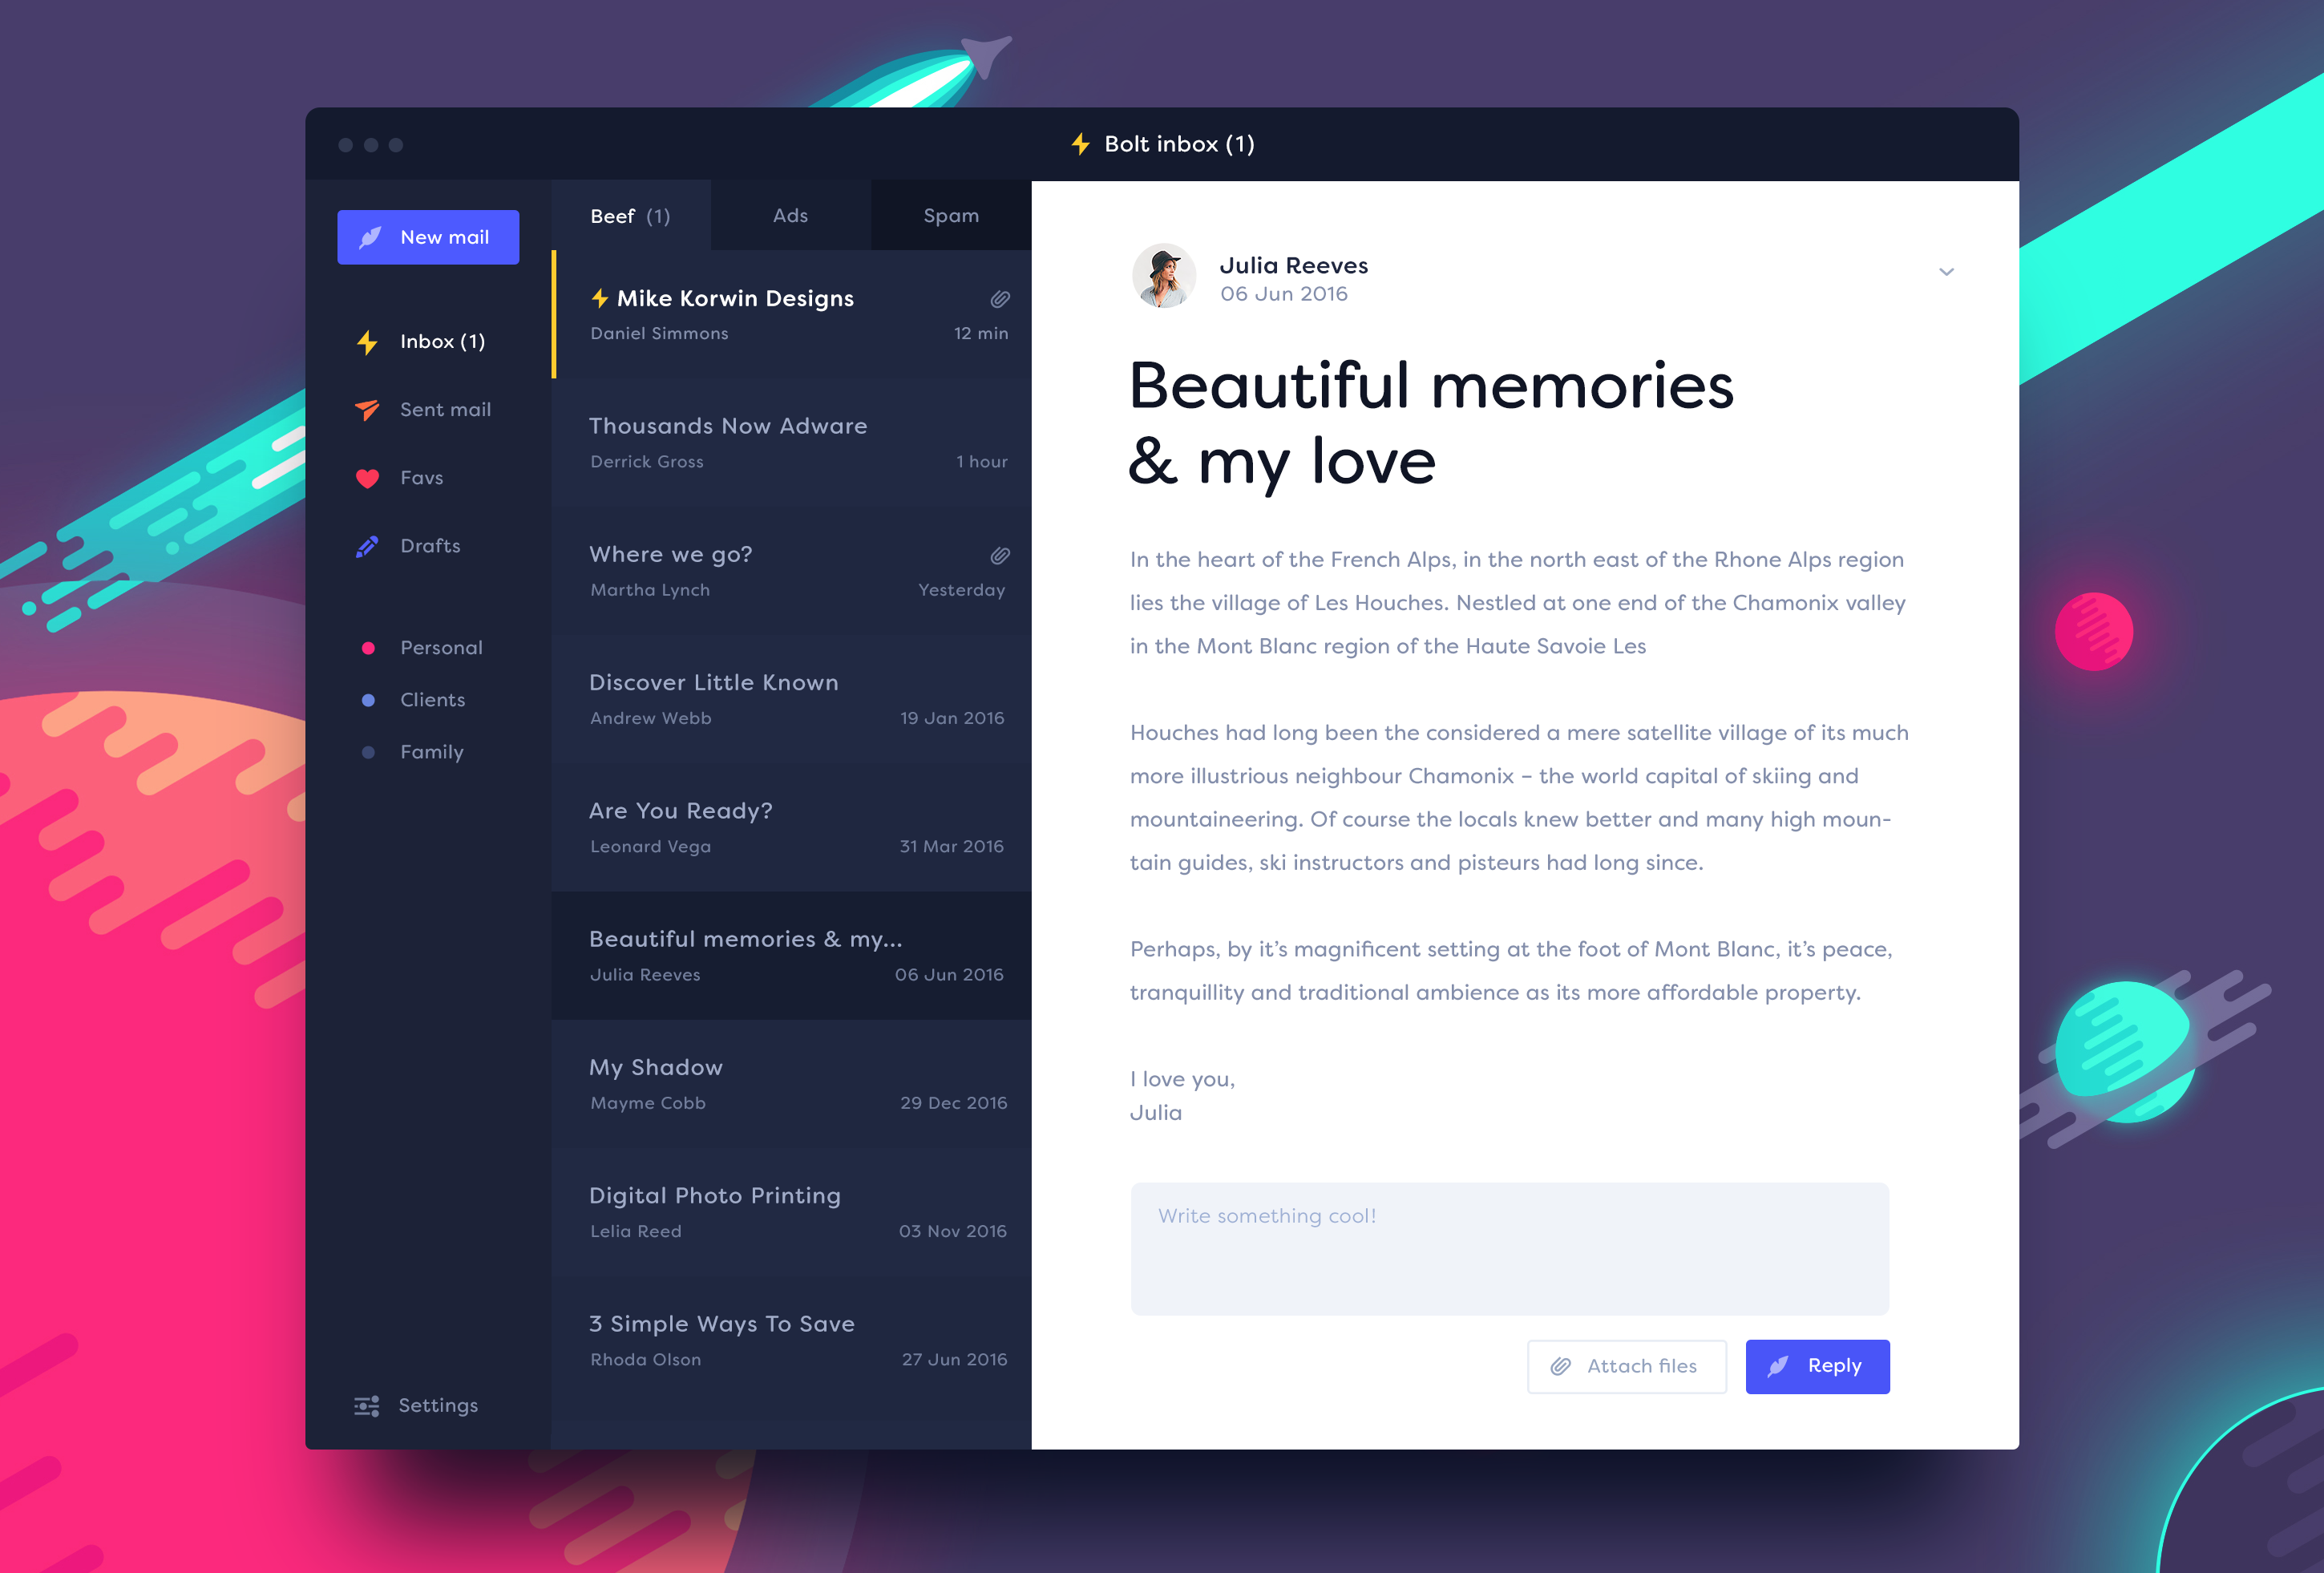 Bolt inbox (1)
New mail
Inbox (1)
Sent mail
Favs
Drafts
Personal
Clients
Family
Settings
Beef (1)
Ads
Spam
Mike Korwin Designs
Daniel Simmons
12 min
Thousands Now Adware
Derrick Gross
1 hour
Where we go?
Martha Lynch
Yesterday
Discover Little Known
Andrew Webb
19 Jan 2016
Are You Ready?
Leonard Vega
31 Mar 2016
Beautiful memories & my...
Julia Reeves
06 Jun 2016
My Shadow
Mayme Cobb
29 Dec 2016
Digital Photo Printing
Lelia Reed
03 Nov 2016
3 Simple Ways To Save
Rhoda Olson
27 Jun 2016
Julia Reeves
06 Jun 2016
Beautiful memories
& my love
In the heart of the French Alps, in the north east of the Rhone Alps region
lies the village of Les Houches. Nestled at one end of the Chamonix valley
in the Mont Blanc region of the Haute Savoie Les
Houches had long been the considered a mere satellite village of its much
more illustrious neighbour Chamonix – the world capital of skiing and
mountaineering. Of course the locals knew better and many high moun-
tain guides, ski instructors and pisteurs had long since.
Perhaps, by it's magnificent setting at the foot of Mont Blanc, it's peace,
tranquillity and traditional ambience as its more affordable property.
I love you,
Julia
Write something cool!
Attach files
Reply